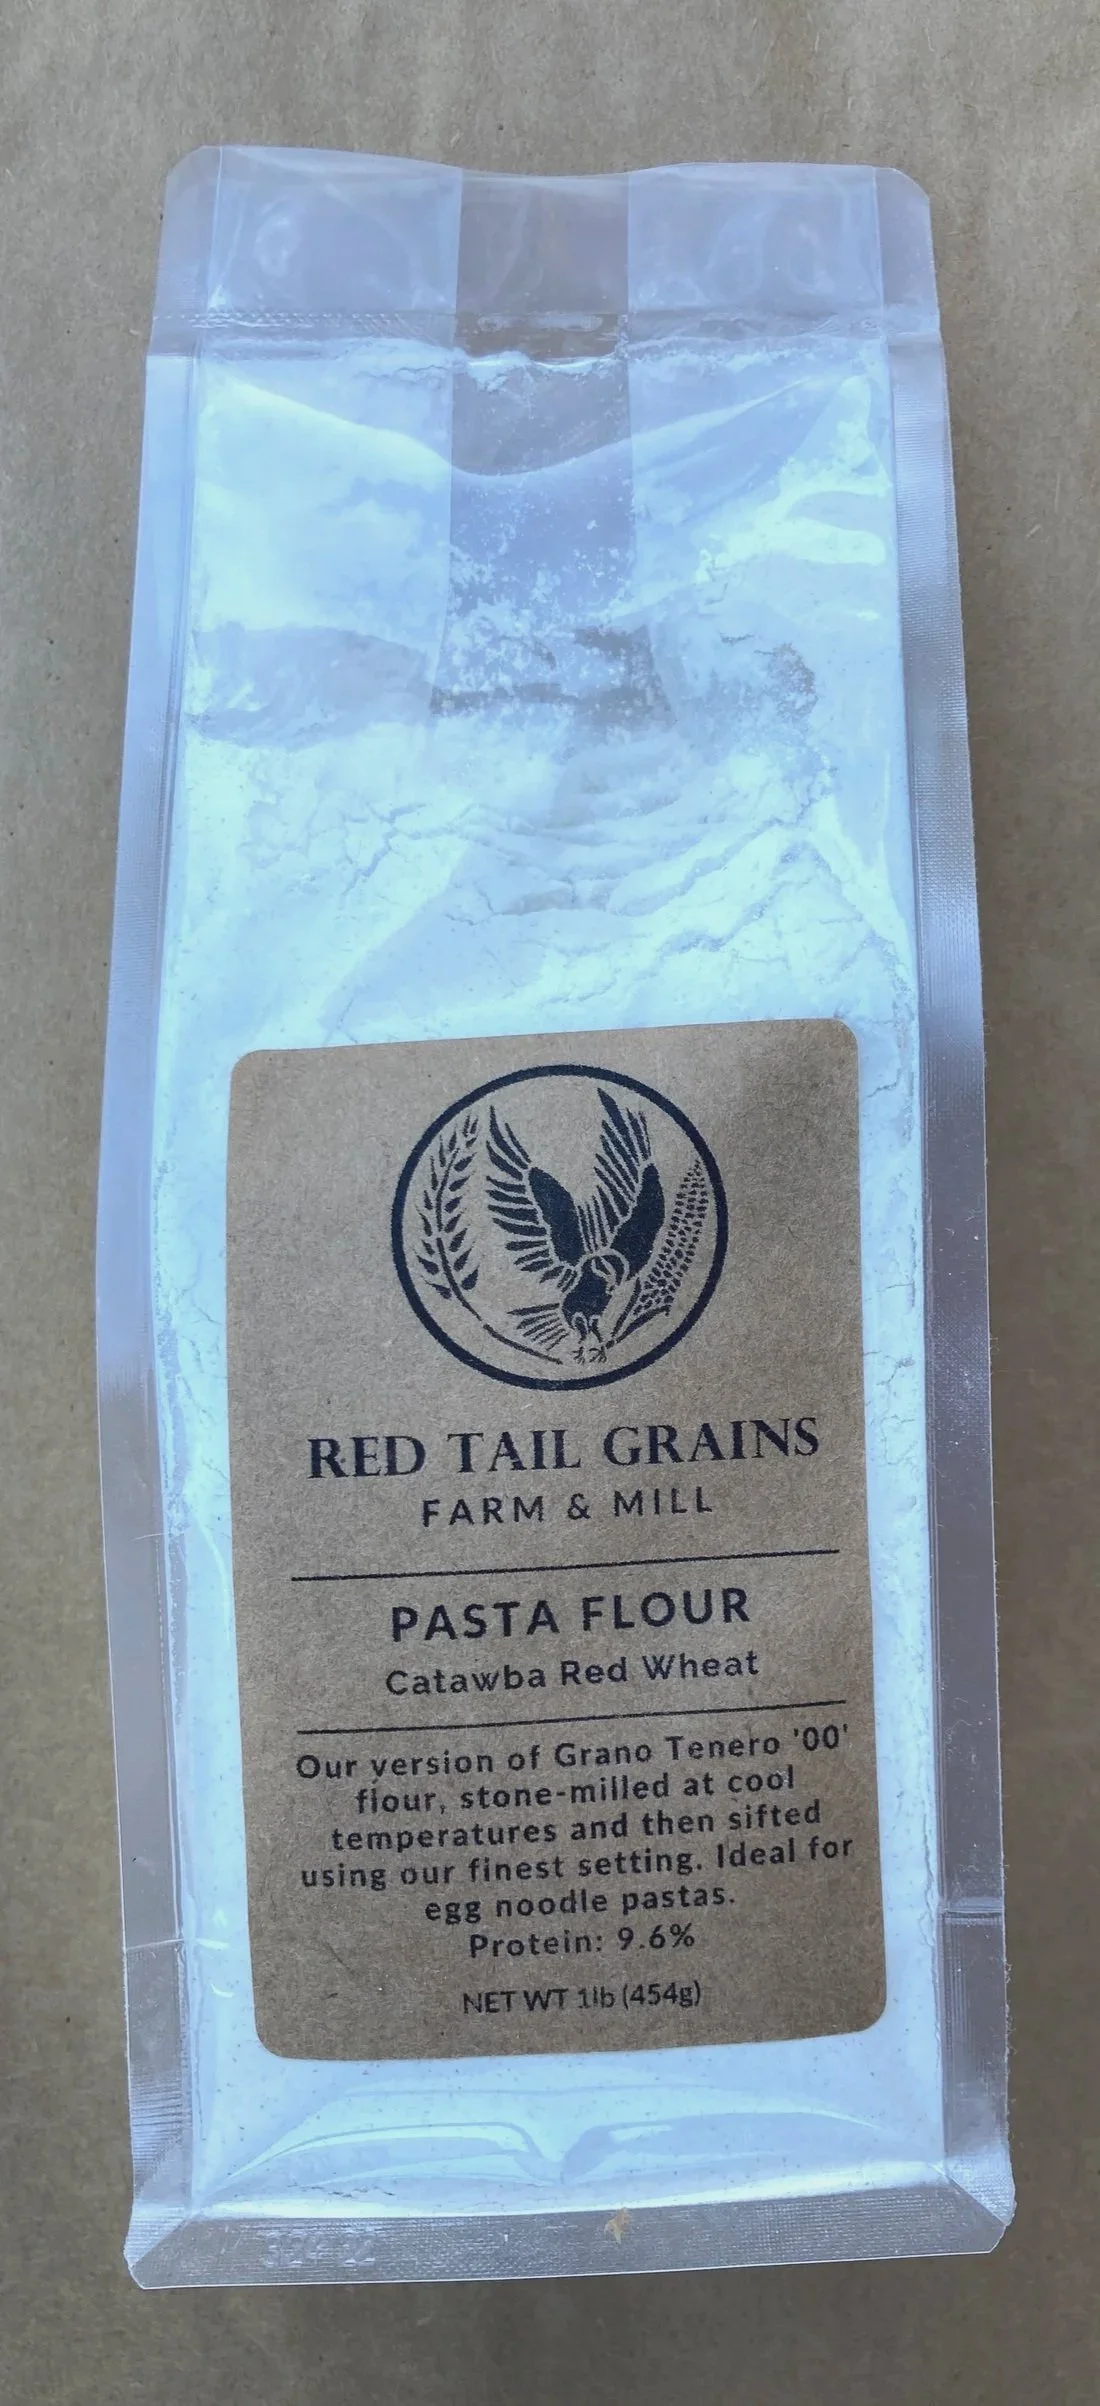 RED TAIL GRAINS
FARM & MILL
PASTA FLOUR
Catawba Red Wheat
Our version of Grano Tenero '00'
flour, stone-milled at cool
temperatures and then sifted
using our finest setting. Ideal for
egg noodle pastas.
Protein: 9.6%
NET WT 1lb (454g)